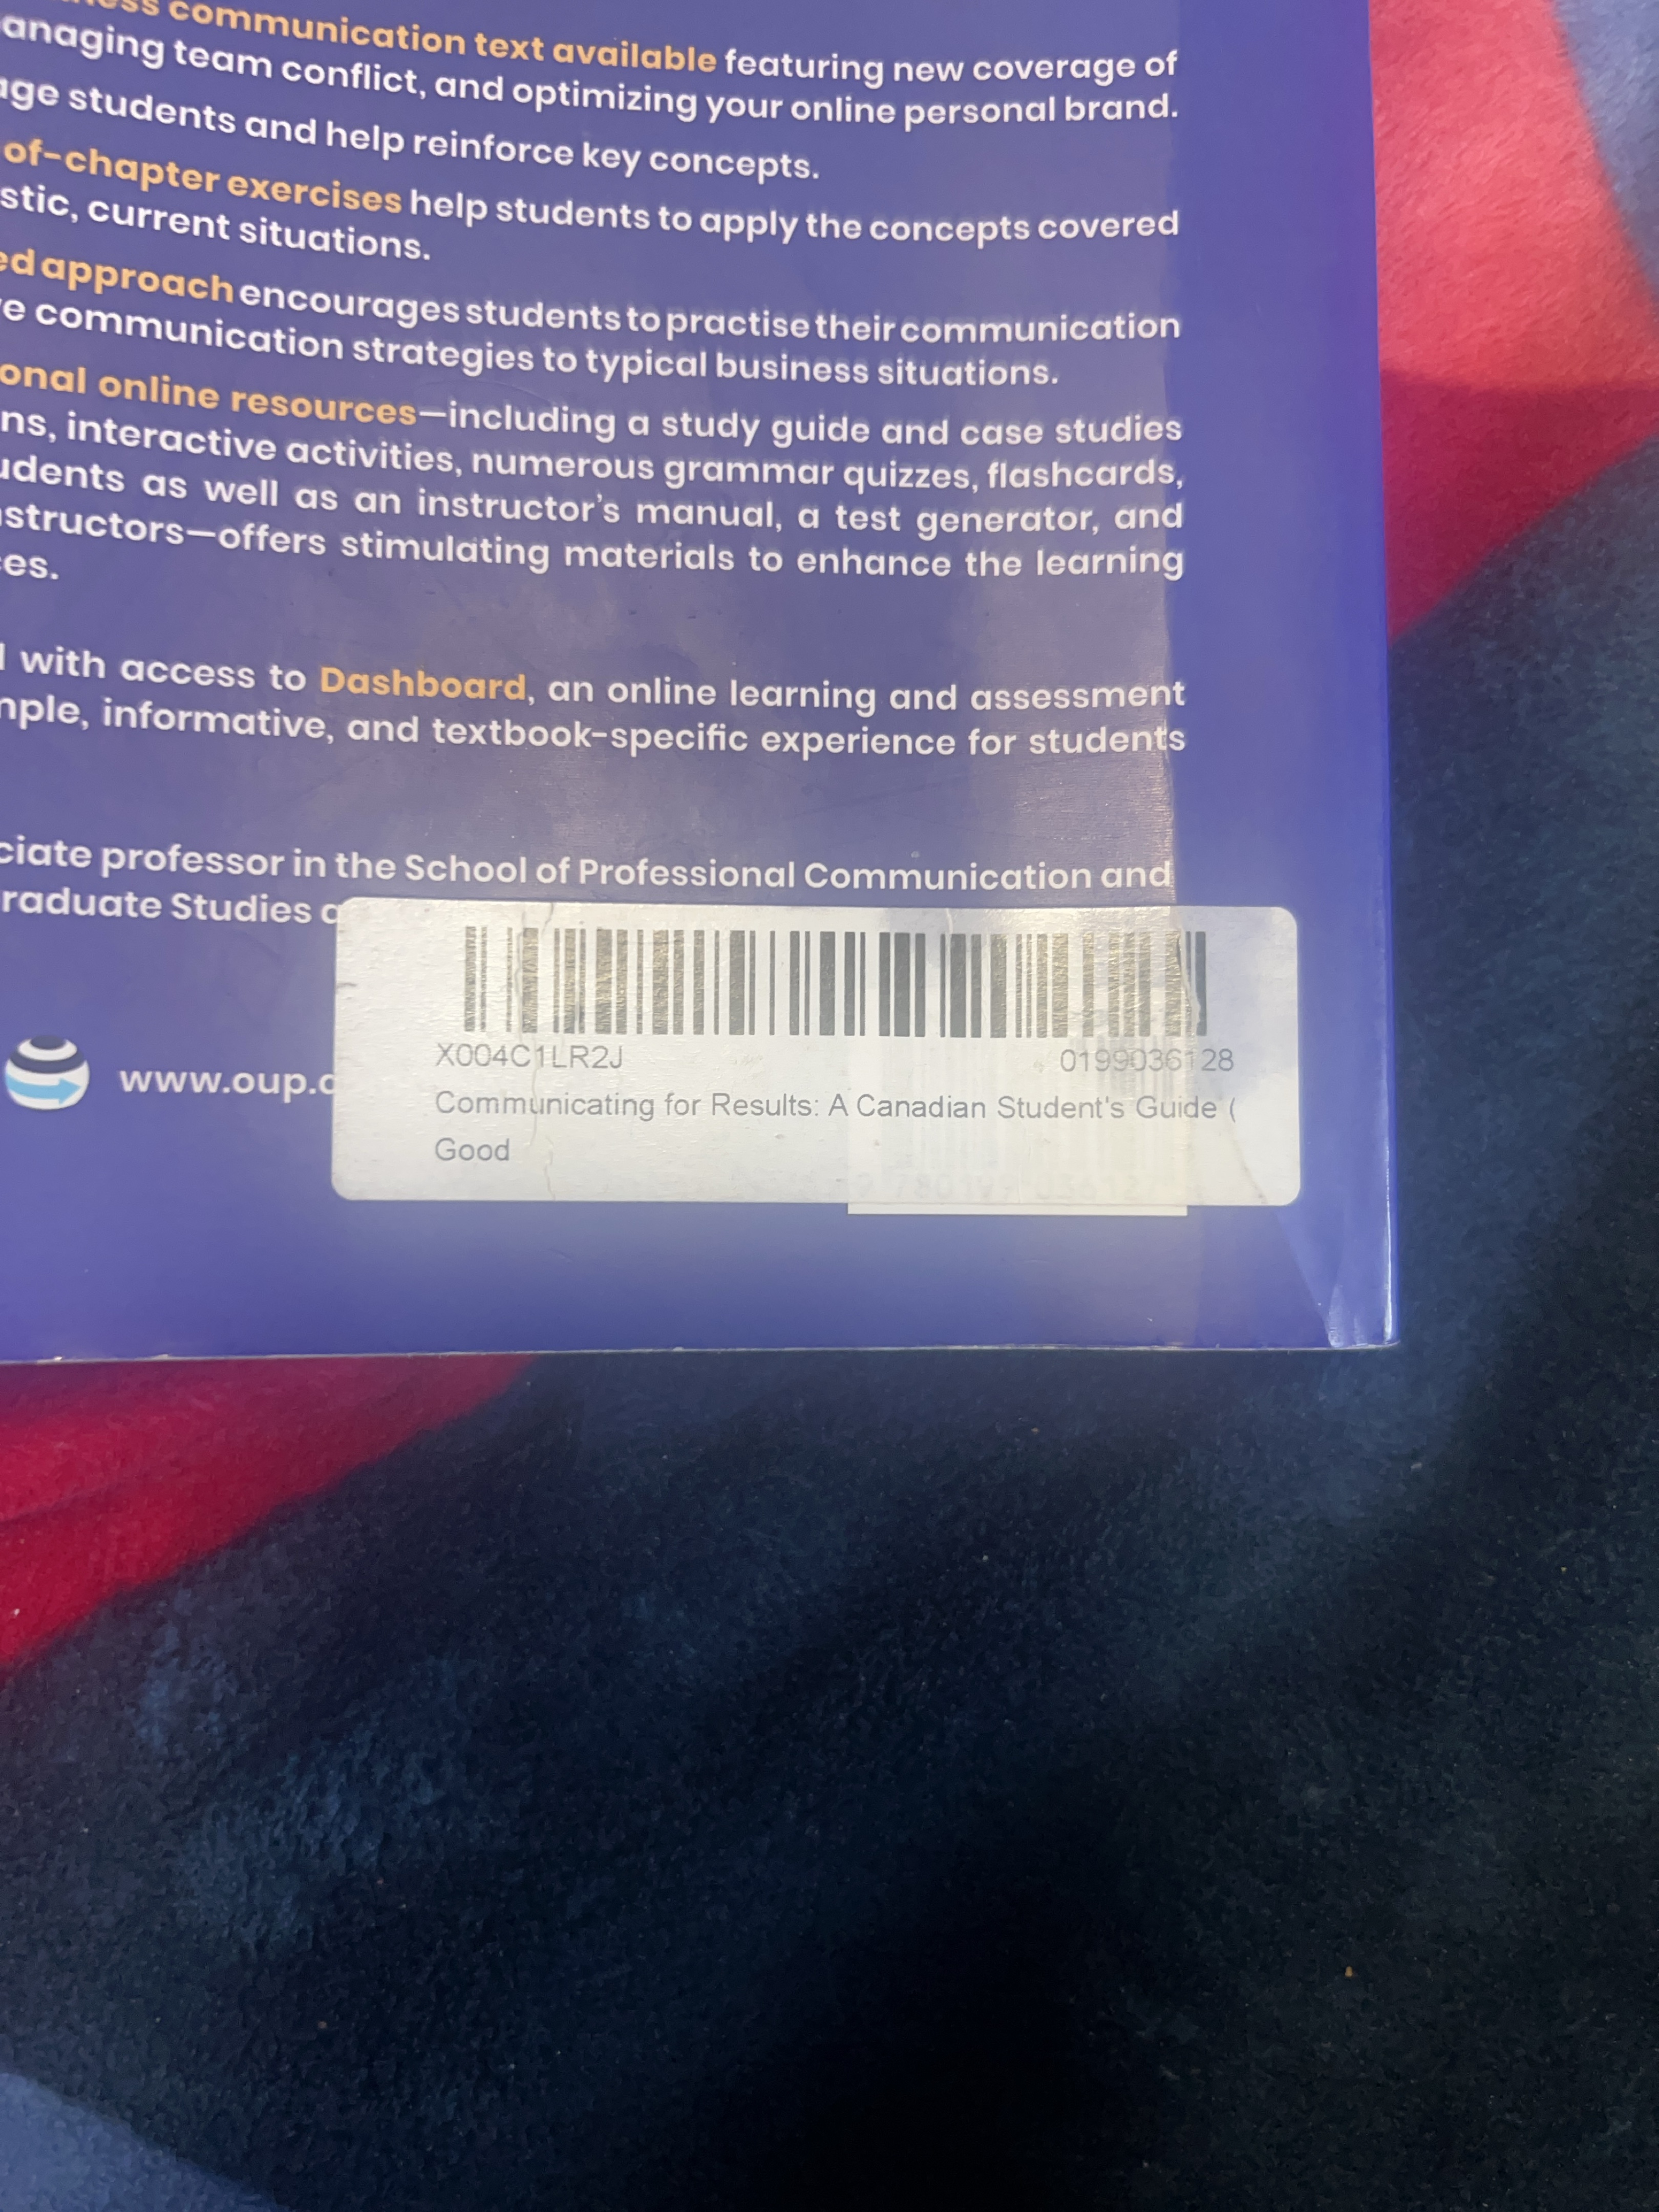 communication text available featuring new coverage of
anaging team conflict, and optimizing your online personal brand.
age students and help reinforce key concepts.
of-chapter exercises help students to apply the concepts covered
stic, current situations.
ed approach encourages students to practise their communication
e communication strategies to typical business situations.
onal online resources—including a study guide and case studies
ns, interactive activities, numerous grammar quizzes, flashcards,
udents as well as an instructor's manual, a test generator, and
nstructors—offers stimulating materials to enhance the learning
es.
with access to Dashboard, an online learning and assessment
mple, informative, and textbook-specific experience for students
ciate professor in the School of Professional Communication and
raduate Studies
www.oup.c
X004C1LR2J 0199036128
Communicating for Results: A Canadian Student's Guide (
Good